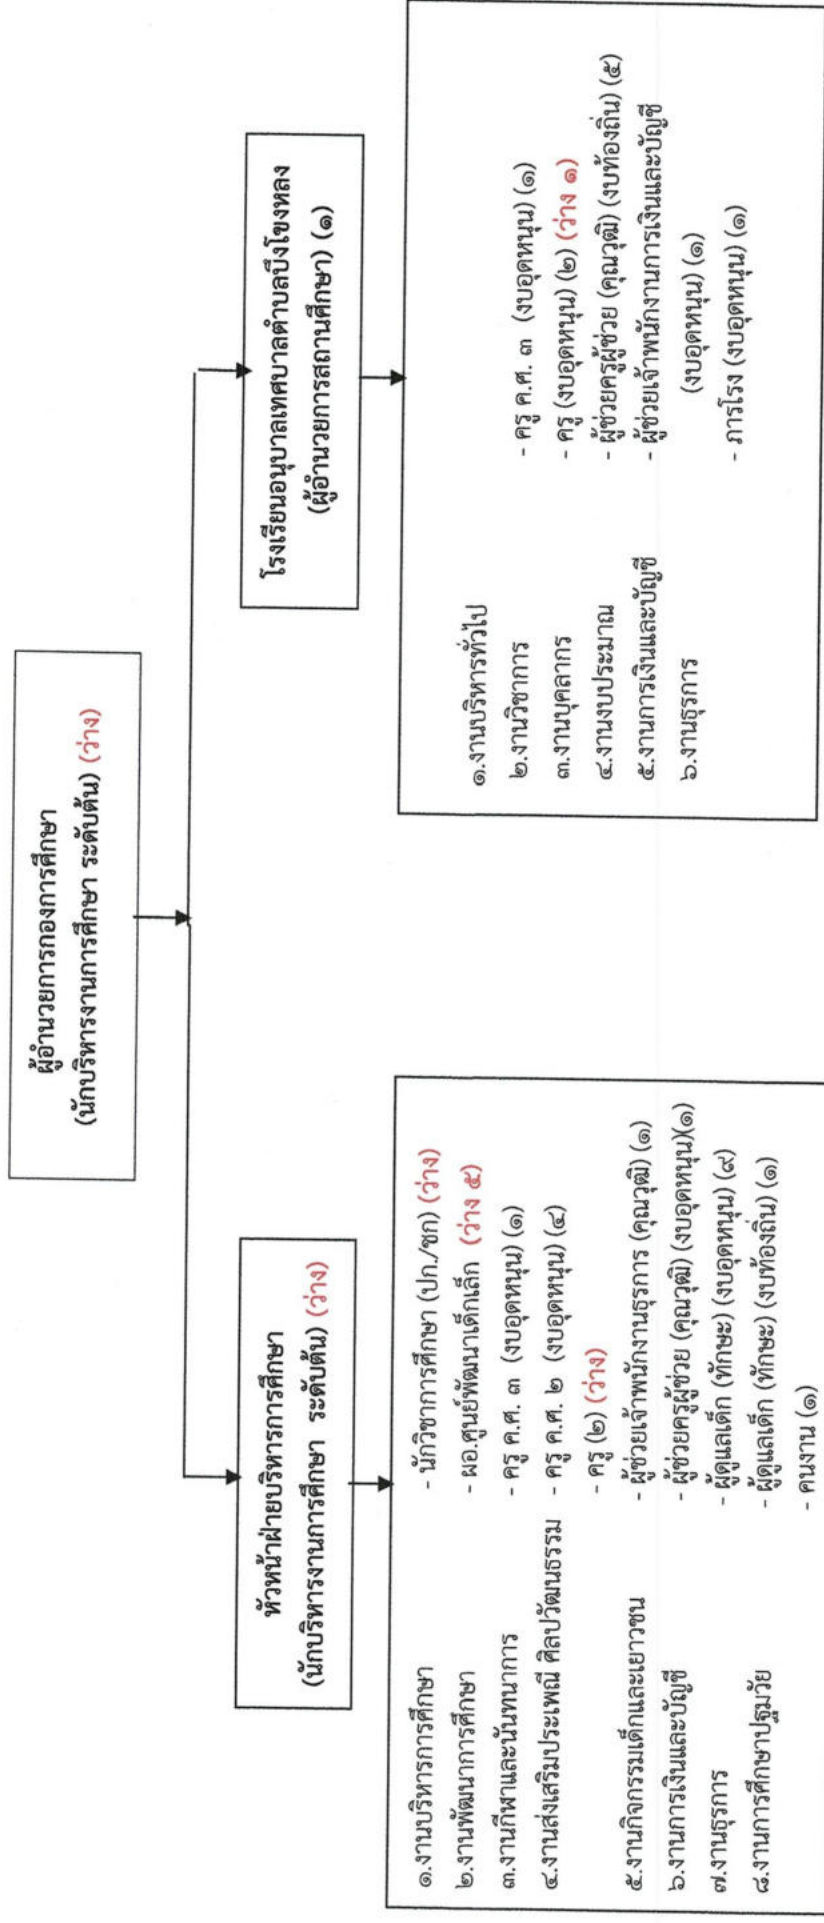 ผู้อำนวยการกองการศึกษา
(นักบริหารงานการศึกษา ระดับต้น) (ว่าง)
หัวหน้าฝ่ายบริหารการศึกษา
(นักบริหารงานการศึกษา ระดับต้น) (ว่าง)
๑.งานบริหารการศึกษา
๒.งานพัฒนาการศึกษา
๓.งานกีฬาและนันทนาการ
๔.งานส่งเสริมประเพณี ศิลปวัฒนธรรม
๕.งานกิจกรรมเด็กและเยาวชน
๖.งานการเงินและบัญชี
๗.งานธุรการ
๘.งานการศึกษาปฐมวัย
- นักวิชาการศึกษา (ปก./ชก) (ว่าง)
- ผอ.ศูนย์พัฒนาเด็กเล็ก (ว่าง ๕)
- ครู ค.ศ. ๓ (งบอุดหนุน) (๑)
- ครู ค.ศ. ๒ (งบอุดหนุน) (๔)
- ครู (๒) (ว่าง)
- ผู้ช่วยเจ้าพนักงานธุรการ (คุณวุฒิ) (๑)
- ผู้ช่วยครูผู้ช่วย (คุณวุฒิ) (งบอุดหนุน)(๑)
- ผู้ดูแลเด็ก (ทักษะ) (งบอุดหนุน) (๙)
- ผู้ดูแลเด็ก (ทักษะ) (งบท้องถิ่น) (๑)
- คนงาน (๑)
โรงเรียนอนุบาลเทศบาลตำบลบึงโขงหลง
(ผู้อำนวยการสถานศึกษา) (๑)
๑.งานบริหารทั่วไป
๒.งานวิชาการ
๓.งานบุคลากร
๔.งานงบประมาณ
๕.งานการเงินและบัญชี
๖.งานธุรการ
- ครู ค.ศ. ๓ (งบอุดหนุน) (๑)
- ครู (งบอุดหนุน) (๒) (ว่าง ๑)
- ผู้ช่วยครูผู้ช่วย (คุณวุฒิ) (งบท้องถิ่น) (๕)
- ผู้ช่วยเจ้าพนักงานการเงินและบัญชี
(งบอุดหนุน) (๑)
- ภารโรง (งบอุดหนุน) (๑)